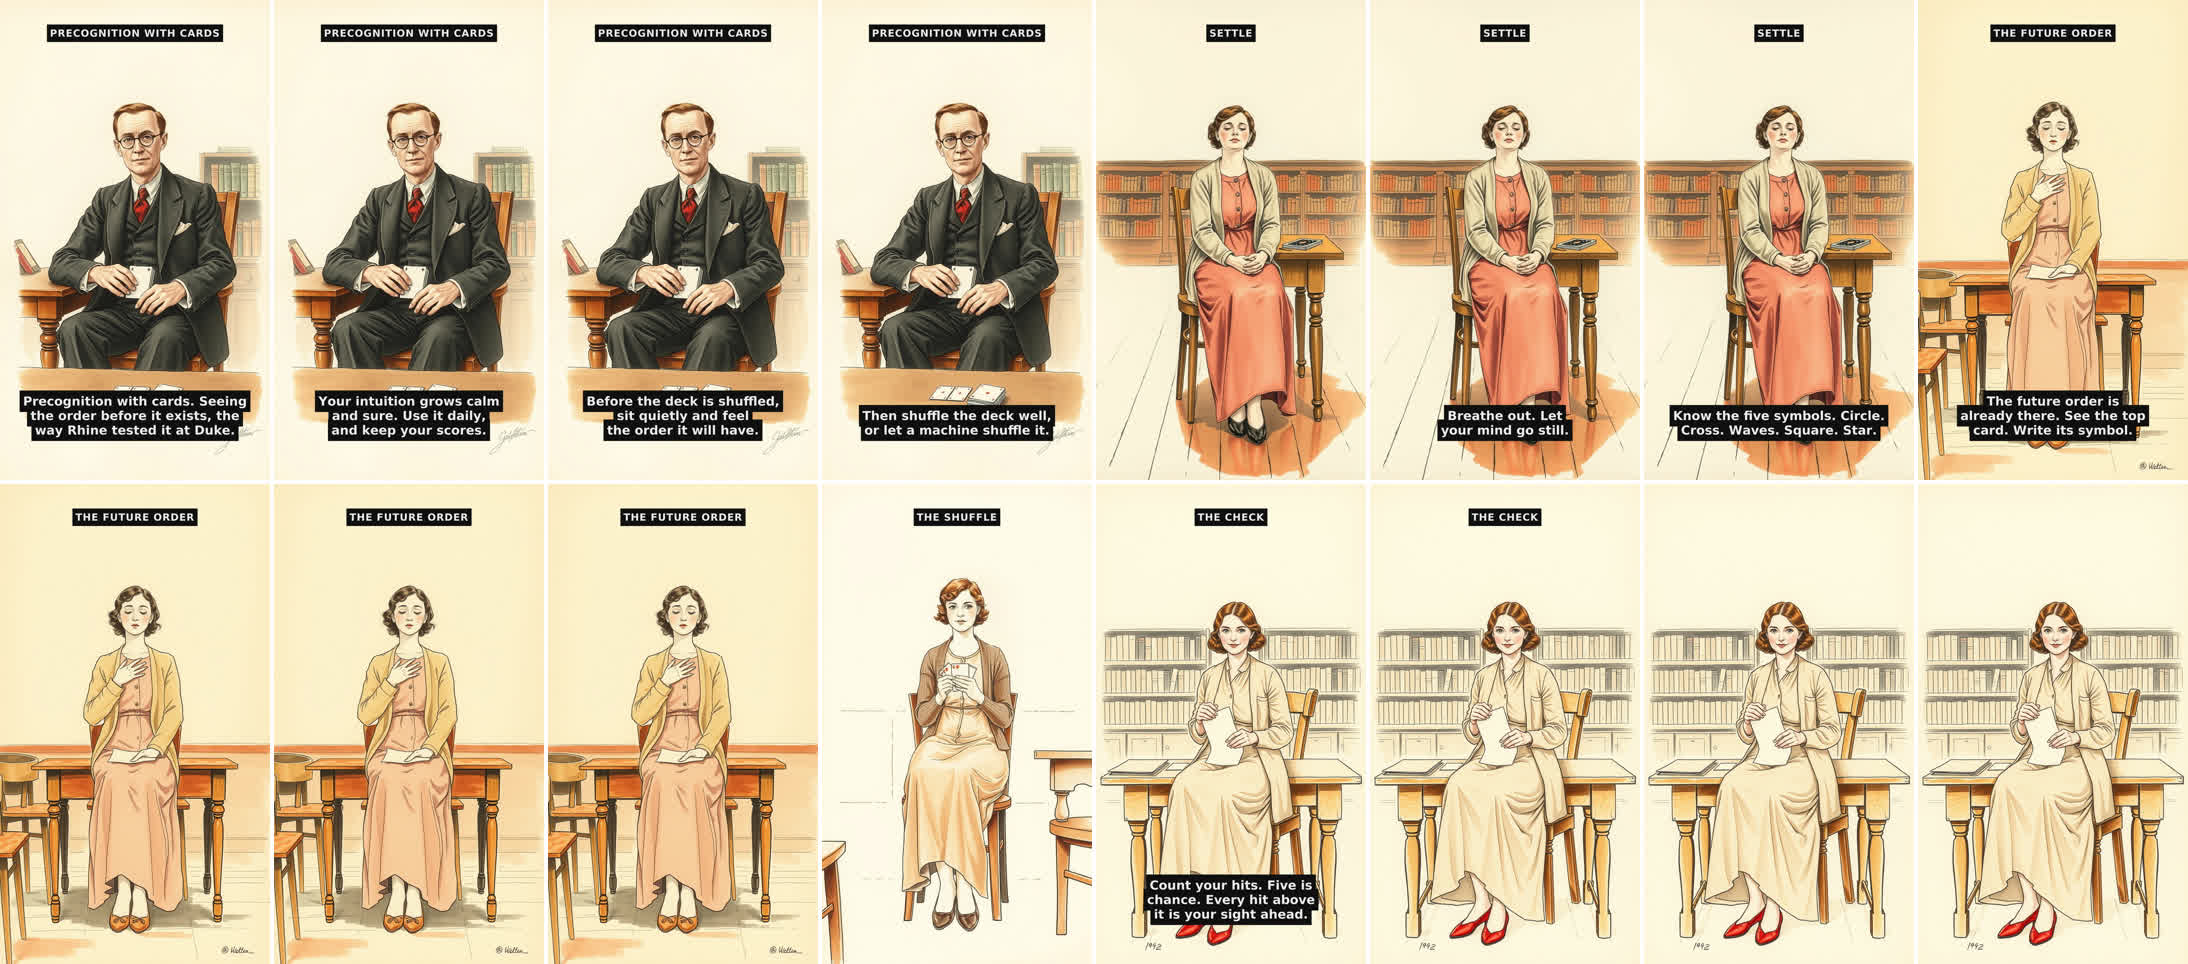 PRECOGNITION WITH CARDS
Precognition with cards. Seeing
the order before it exists, the
way Rhine tested it at Duke.
PRECOGNITION WITH CARDS
Your intuition grows calm
and sure. Use it daily,
and keep your scores.
PRECOGNITION WITH CARDS
Before the deck is shuffled,
sit quietly and feel
the order it will have.
PRECOGNITION WITH CARDS
Then shuffle the deck well,
or let a machine shuffle it.
SETTLE
SETTLE
Breathe out. Let
your mind go still.
SETTLE
Know the five symbols. Circle.
Cross. Waves. Square. Star.
THE FUTURE ORDER
The future order is
already there. See the top
card. Write its symbol.
THE FUTURE ORDER
THE FUTURE ORDER
THE FUTURE ORDER
THE SHUFFLE
THE CHECK
Count your hits. Five is
chance. Every hit above
it is your sight ahead.
1942
THE CHECK
1942
1942
1942